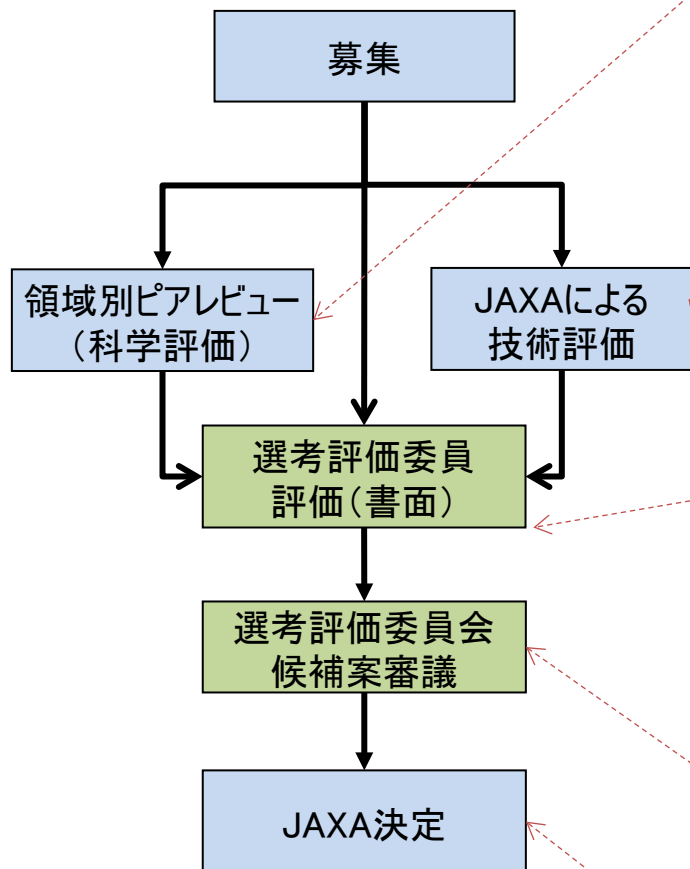 募集
領域別ピアレビュー
（科学評価）
JAXAによる
技術評価
選考評価委員
評価（書面）
選考評価委員会
候補案審議
JAXA決定